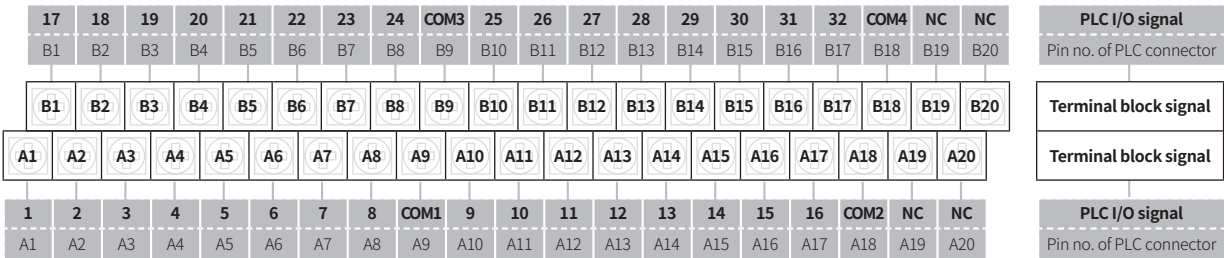 17 18 19 20 21 22 23 24 COM3 25 26 27 28 29 30 31 32 COM4 NC NC PLC I/O signal
B1 B2 B3 B4 B5 B6 B7 B8 B9 B10 B11 B12 B13 B14 B15 B16 B17 B18 B19 B20 Pin no. of PLC connector
B1 B2 B3 B4 B5 B6 B7 B8 B9 B10 B11 B12 B13 B14 B15 B16 B17 B18 B19 B20 Terminal block signal
A1 A2 A3 A4 A5 A6 A7 A8 A9 A10 A11 A12 A13 A14 A15 A16 A17 A18 A19 A20 Terminal block signal
1 2 3 4 5 6 7 8 COM1 9 10 11 12 13 14 15 16 COM2 NC NC PLC I/O signal
A1 A2 A3 A4 A5 A6 A7 A8 A9 A10 A11 A12 A13 A14 A15 A16 A17 A18 A19 A20 Pin no. of PLC connector